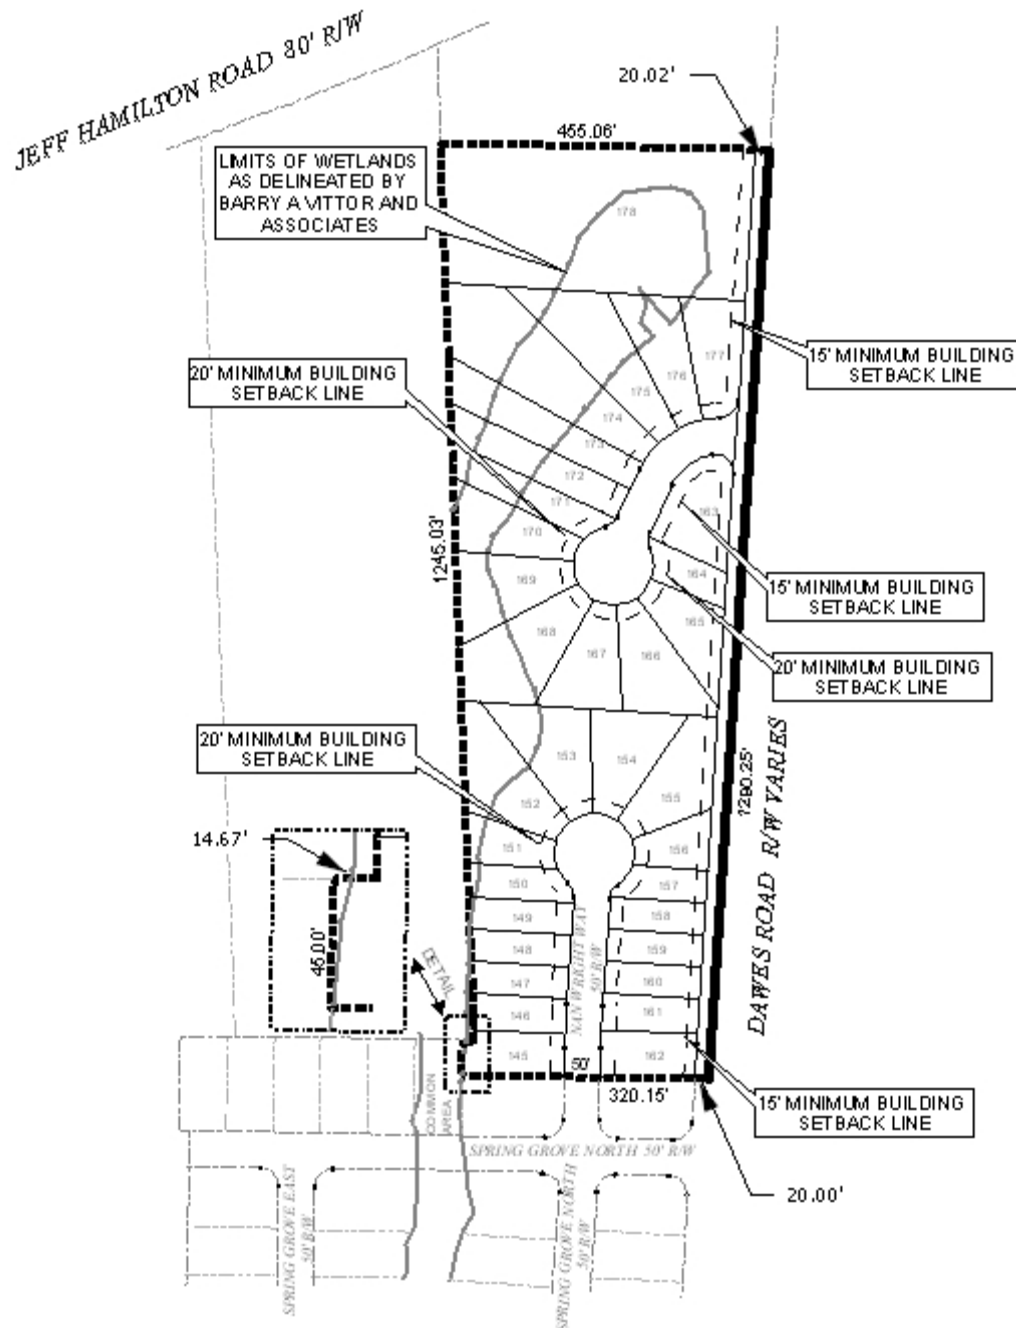 20.02'
JEFF HAMILTON ROAD 80' R/W
455.06'
LIMITS OF WETLANDS
AS DELINEATED BY
BARRY A VITTOR AND
ASSOCIATES
178
15' MINIMUM BUILDING
SETBACK LINE
20' MINIMUM BUILDING
SETBACK LINE
177
176
175
174
173
172
171
170
169
168
167
166
165
164
163
1245.03'
15' MINIMUM BUILDING
SETBACK LINE
20' MINIMUM BUILDING
SETBACK LINE
20' MINIMUM BUILDING
SETBACK LINE
1290.25'
DAWES ROAD R/W VARIES
153
154
152
155
151
156
150
157
149
158
148
159
147
160
146
161
145
162
NAN WRIGHT WAY
50' R/W
14.67'
45.00'
DETAIL
50'
320.15'
COMMON
AREA
15' MINIMUM BUILDING
SETBACK LINE
SPRING GROVE NORTH 50' R/W
20.00'
SPRING GROVE EAST
50' R/W
SPRING GROVE NORTH
50' R/W